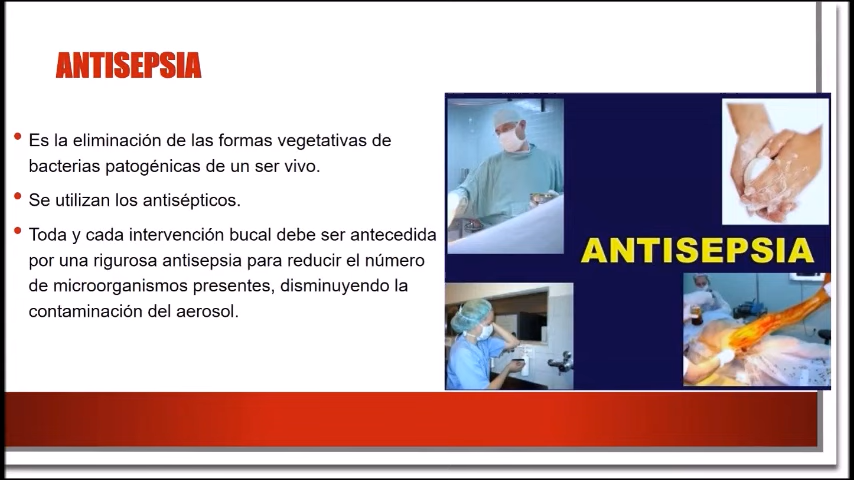 ANTISEPSIA
• Es la eliminación de las formas vegetativas de
bacterias patogénicas de un ser vivo.
• Se utilizan los antisépticos.
• Toda y cada intervención bucal debe ser antecedida
por una rigurosa antisepsia para reducir el número
de microorganismos presentes, disminuyendo la
contaminación del aerosol.
ANTISEPSIA